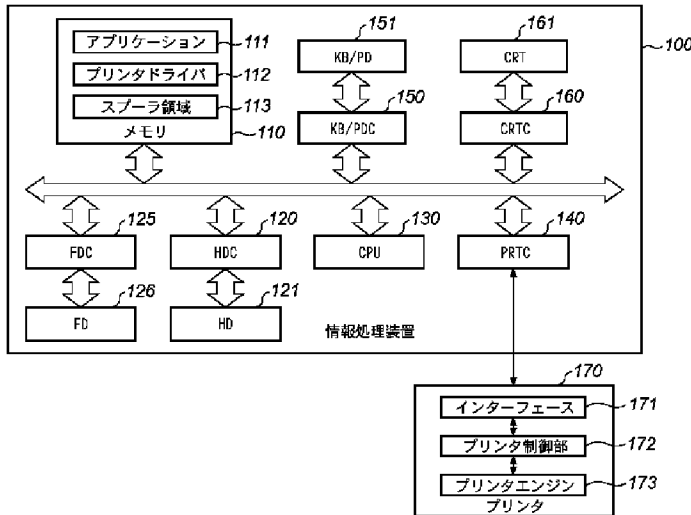 151
161
100
アプリケーション
111
KB/PD
CRT
プリンタドライバ
112
150
160
スプーラ領域
113
KB/PDC
CRTC
メモリ
110
125
120
130
140
FDC
HDC
CPU
PRTC
126
121
FD
HD
情報処理装置
170
インターフェース
171
プリンタ制御部
172
プリンタエンジン
173
プリンタ